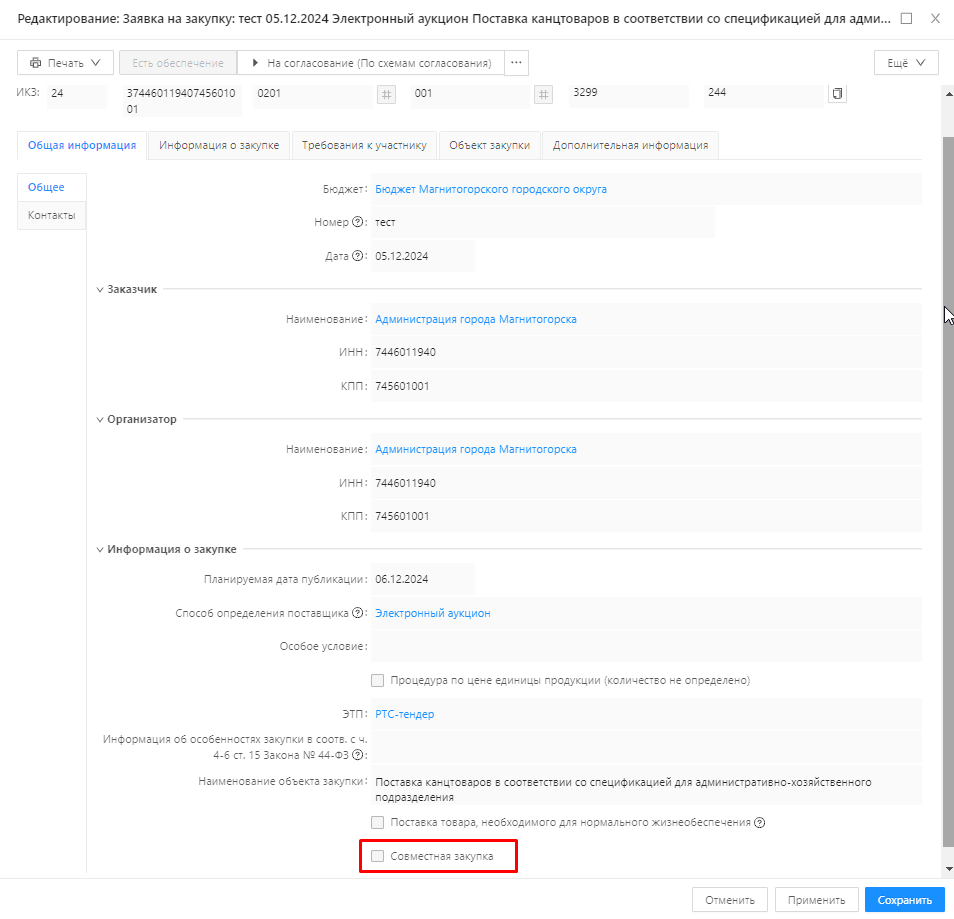 Редактирование: Заявка на закупку: тест 05.12.2024 Электронный аукцион Поставка канцтоваров в соответствии со спецификацией для адми...
Печать Есть обеспечение На согласование (По схемам согласования) ... Ещё
ИКЗ: 24 374460119407456010 0201 # 001 # 3299 244
01
Общая информация Информация о закупке Требования к участнику Объект закупки Дополнительная информация
Общее
Контакты
Бюджет: Бюджет Магнитогорского городского округа
Номер ?: тест
Дата ?: 05.12.2024
Заказчик
Наименование: Администрация города Магнитогорска
ИНН: 7446011940
КПП: 745601001
Организатор
Наименование: Администрация города Магнитогорска
ИНН: 7446011940
КПП: 745601001
Информация о закупке
Планируемая дата публикации: 06.12.2024
Способ определения поставщика ?: Электронный аукцион
Особое условие:
Процедура по цене единицы продукции (количество не определено)
ЭТП: РТС-тендер
Информация об особенностях закупки в соотв. с ч.
4-6 ст. 15 Закона № 44-ФЗ ?:
Наименование объекта закупки: Поставка канцтоваров в соответствии со спецификацией для административно-хозяйственного
подразделения
Поставка товара, необходимого для нормального жизнеобеспечения ?
Совместная закупка
Отменить Применить Сохранить